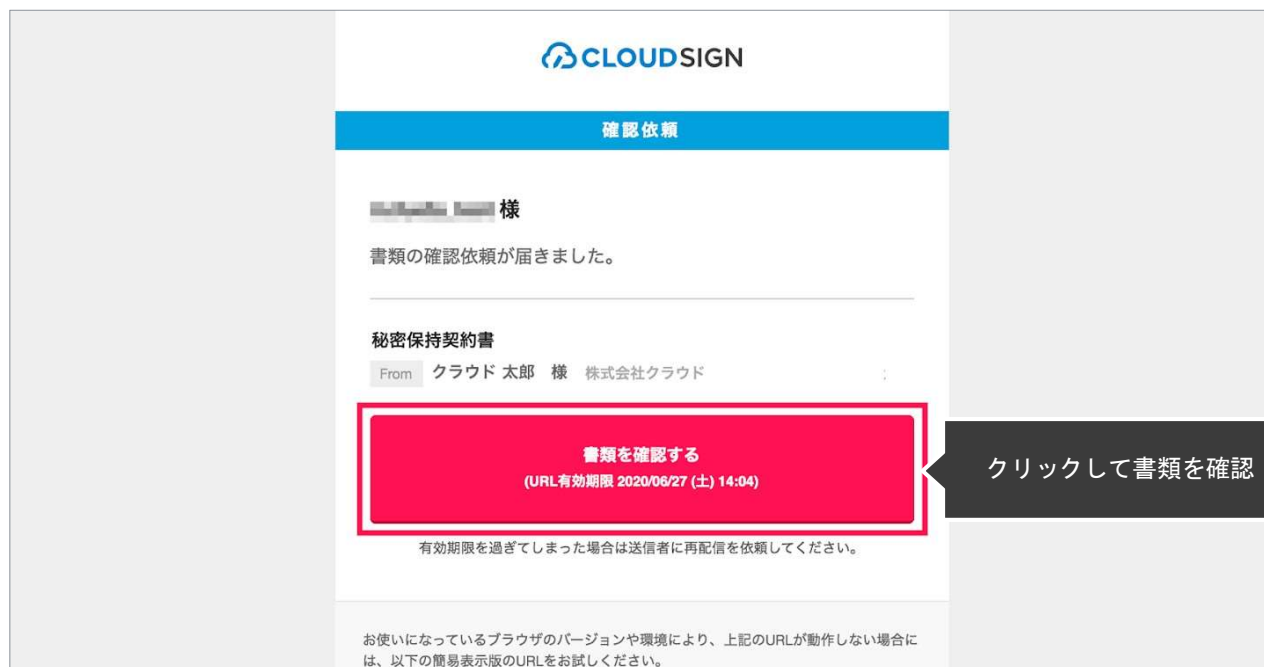 CLOUDSIGN
確認依頼
様
書類の確認依頼が届きました。
秘密保持契約書
From クラウド 太郎 様 株式会社クラウド
書類を確認する
(URL有効期限 2020/06/27 (土) 14:04)
クリックして書類を確認
有効期限を過ぎてしまった場合は送信者に再配信を依頼してください。
お使いになっているブラウザのバージョンや環境により、上記のURLが動作しない場合に
は、以下の簡易表示版のURLをお試しください。